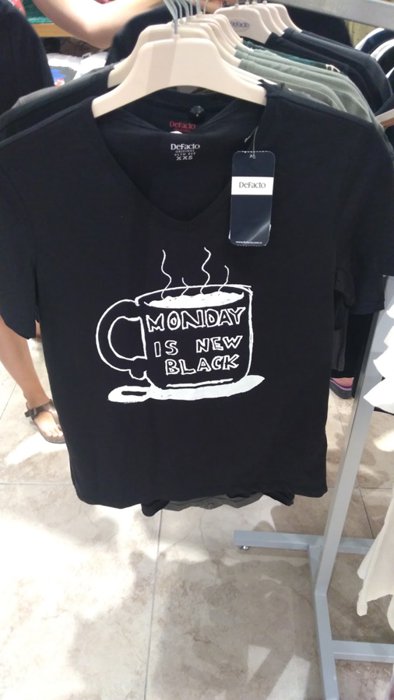 DeFacto
DeFacto
DeFacto
MONDAY
IS NEW
BLACK